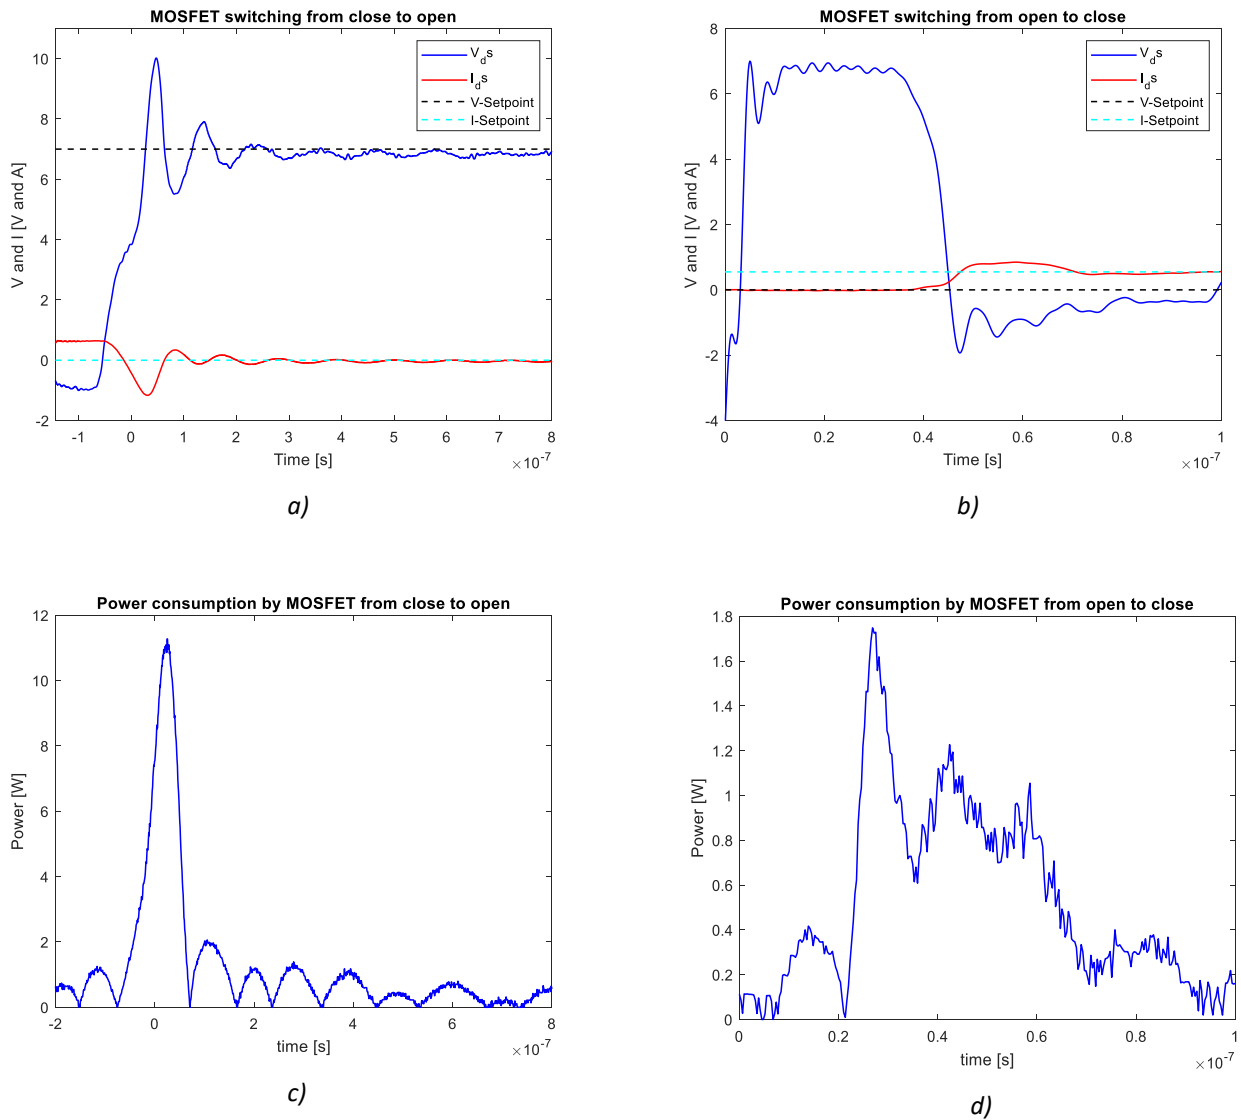 MOSFET switching from close to open
V and I [V and A]
10
8
6
4
2
0
-2
-1 0 1 2 3 4 5 6 7 8
Time [s]
×10-7
V_ds
I_ds
V-Setpoint
I-Setpoint
a)
MOSFET switching from open to close
V and I [V and A]
8
6
4
2
0
-2
-4
0 0.2 0.4 0.6 0.8 1
Time [s]
×10-7
V_ds
I_ds
V-Setpoint
I-Setpoint
b)
Power consumption by MOSFET from close to open
Power [W]
12
10
8
6
4
2
0
-2 0 2 4 6 8
time [s]
×10-7
c)
Power consumption by MOSFET from open to close
Power [W]
1.8
1.6
1.4
1.2
1
0.8
0.6
0.4
0.2
0
0 0.2 0.4 0.6 0.8 1
time [s]
×10-7
d)